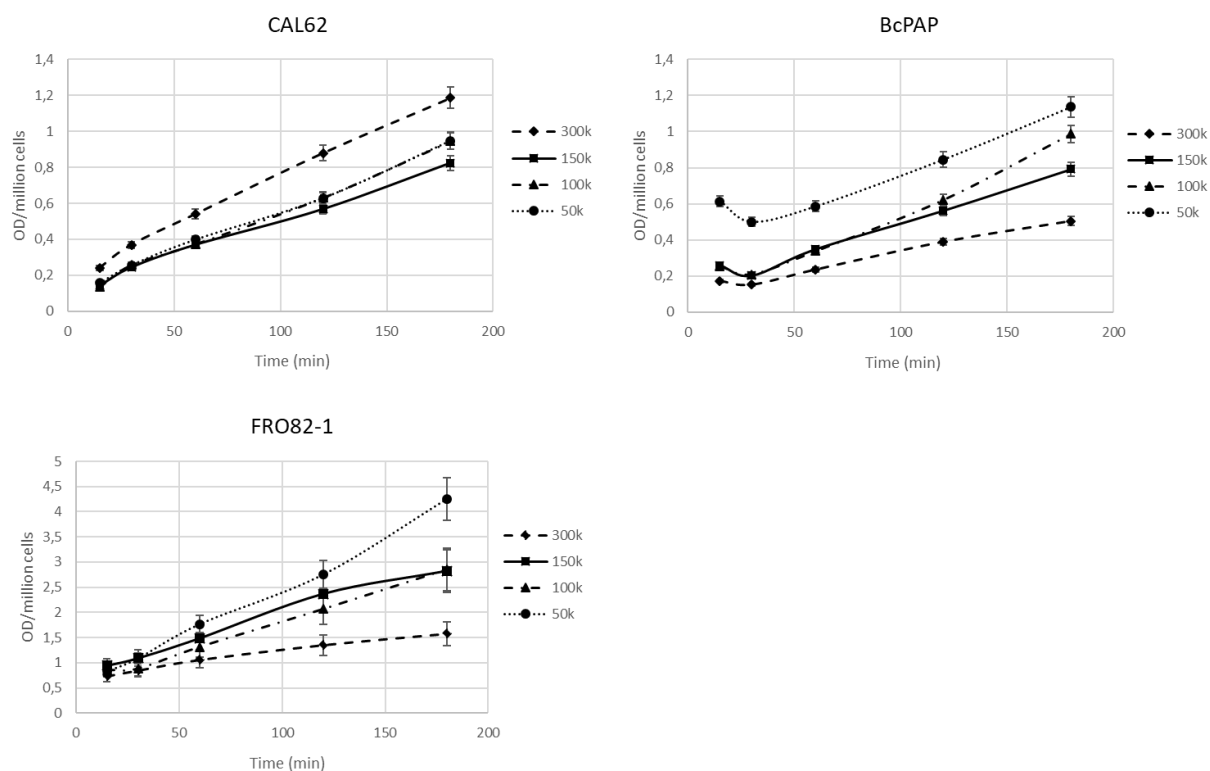 CAL62
1,4
1,2
1
0,8
0,6
0,4
0,2
0
OD/million cells
0 50 100 150 200
Time (min)
300k
150k
100k
50k
BcPAP
1,4
1,2
1
0,8
0,6
0,4
0,2
0
OD/million cells
0 50 100 150 200
Time (min)
300k
150k
100k
50k
FRO82-1
5
4,5
4
3,5
3
2,5
2
1,5
1
0,5
0
OD/million cells
0 50 100 150 200
Time (min)
300k
150k
100k
50k